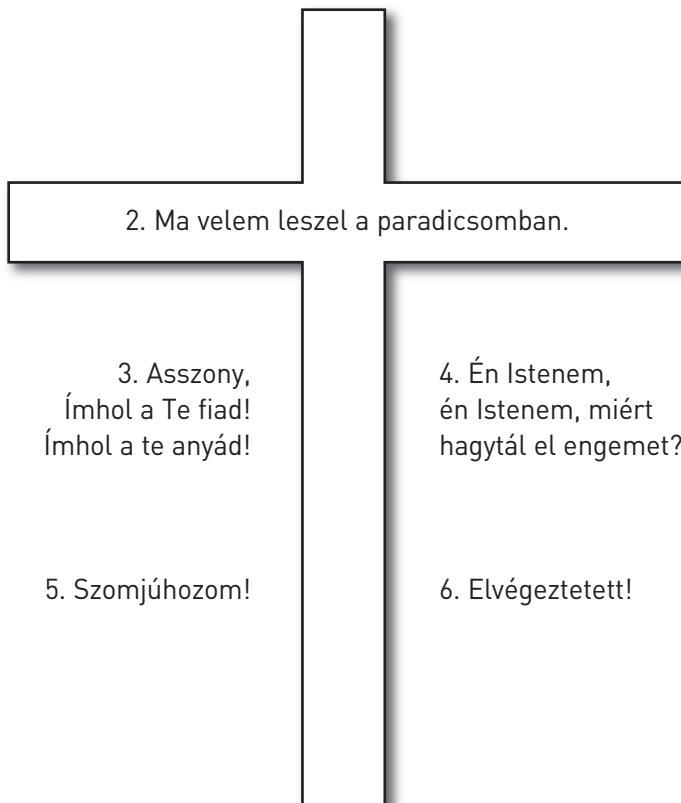 2. Ma velem leszel a paradicsomban.
3. Asszony,
Ímhol a Te fiad!
Ímhol a te anyád!
4. Én Istenem,
én Istenem, miért
hagytál el engemet?
5. Szomjúhozom!
6. Elvégeztetett!